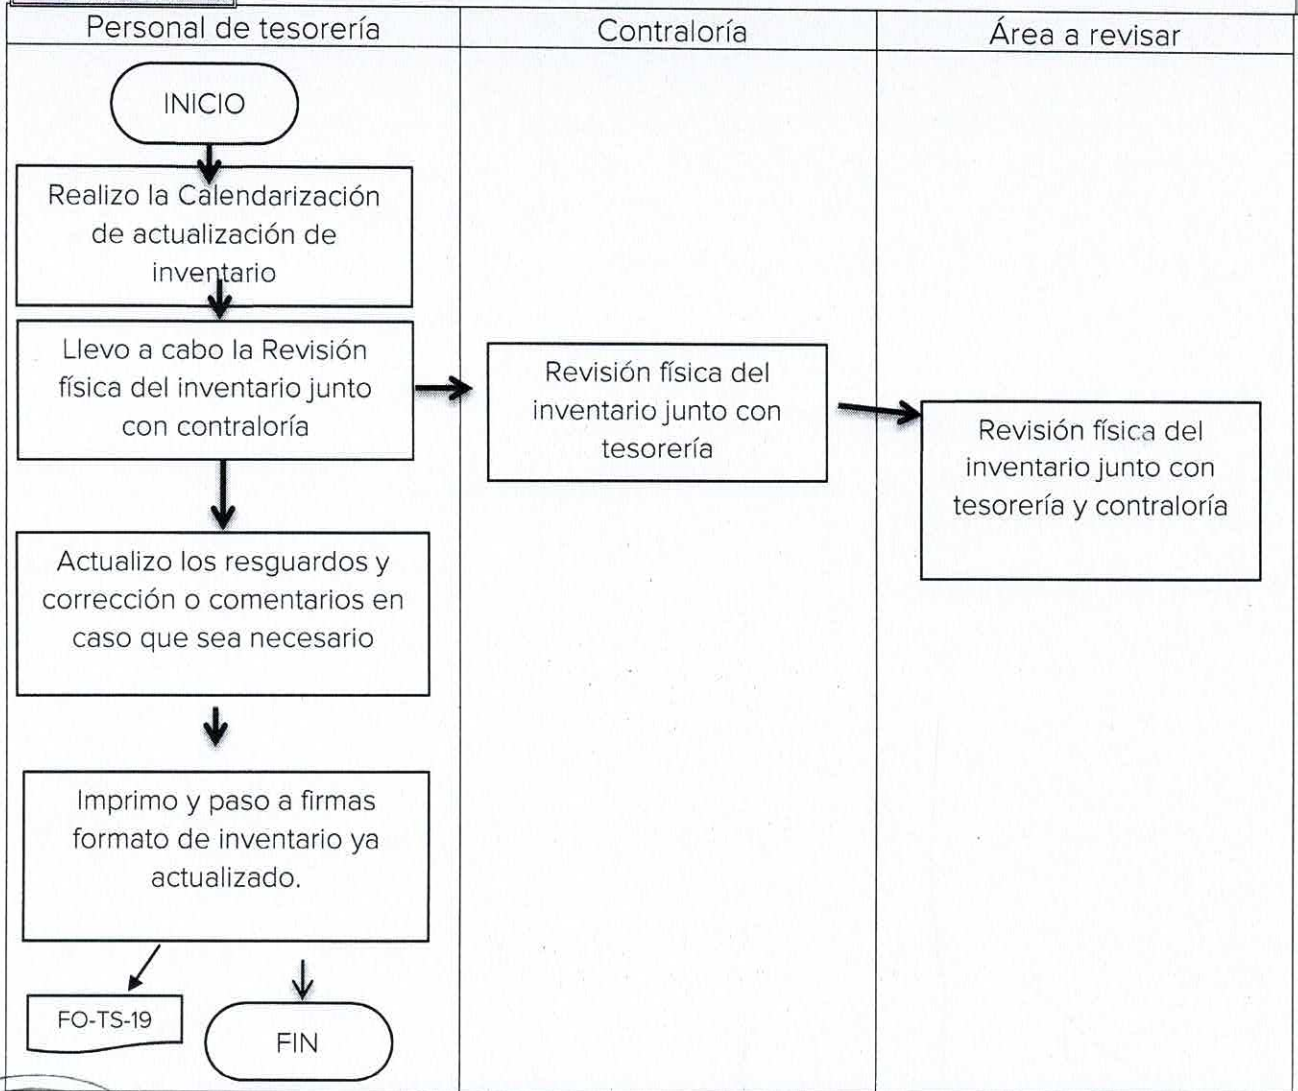 Personal de tesorería
Contraloría
Área a revisar
INICIO
Realizo la Calendarización
de actualización de
inventario
Llevo a cabo la Revisión
física del inventario junto
con contraloría
Revisión física del
inventario junto con
tesorería
Revisión física del
inventario junto con
tesorería y contraloría
Actualizo los resguardos y
corrección o comentarios en
caso que sea necesario
Imprimo y paso a firmas
formato de inventario ya
actualizado.
FO-TS-19
FIN